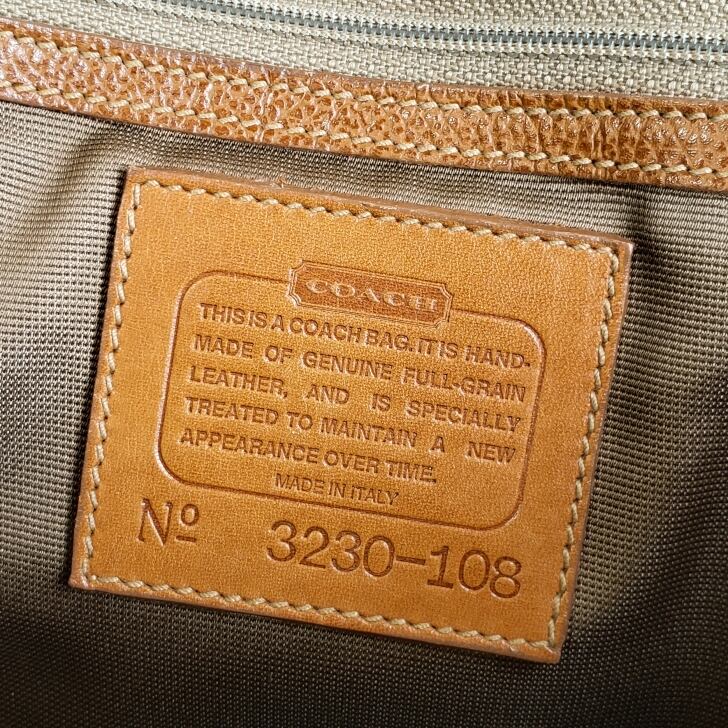 COACH
THIS IS A COACH BAG. IT IS HAND-
MADE OF GENUINE FULL-GRAIN
LEATHER, AND IS SPECIALLY
TREATED TO MAINTAIN A NEW
APPEARANCE OVER TIME.
MADE IN ITALY
Nº 3230-108